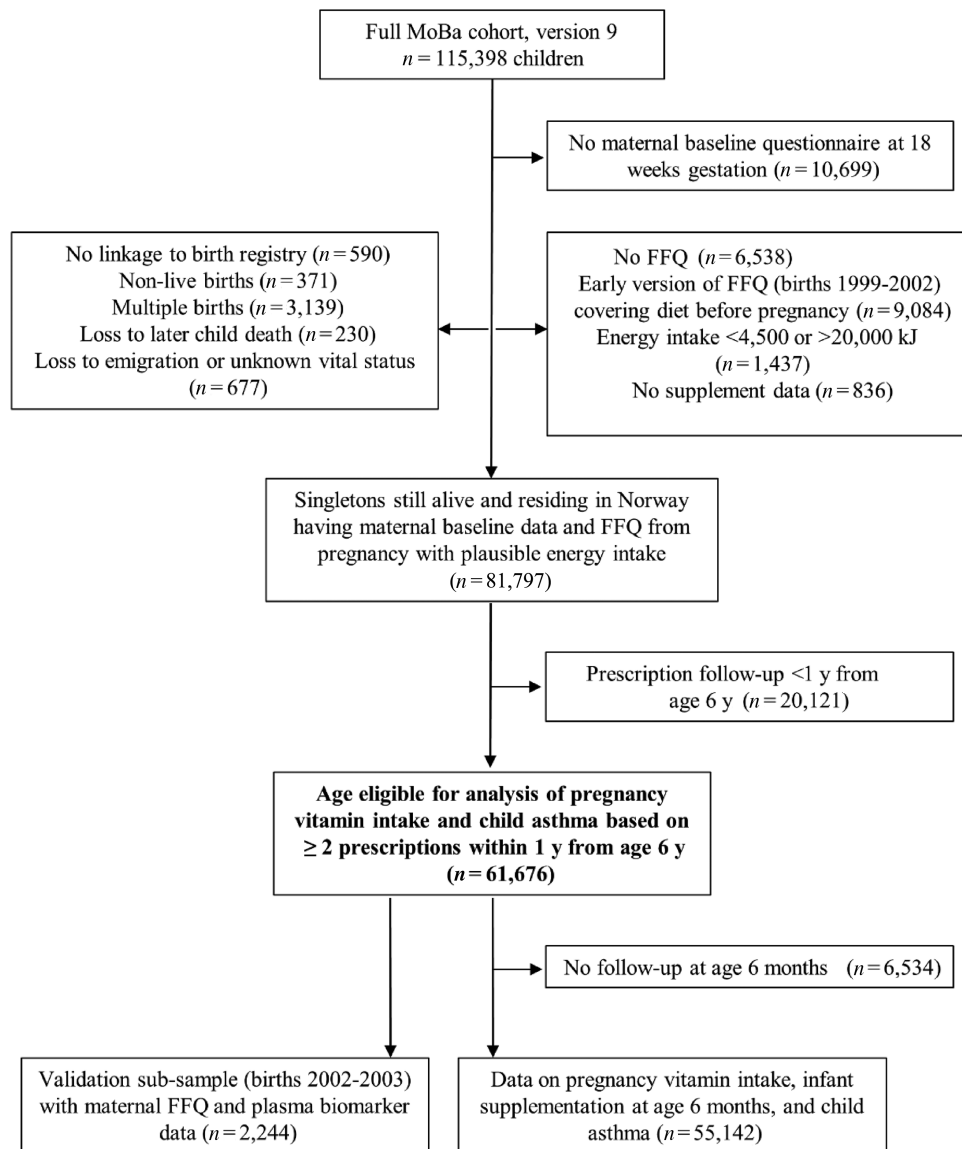 Full MoBa cohort, version 9
n = 115,398 children
No maternal baseline questionnaire at 18
weeks gestation (n = 10,699)
No linkage to birth registry (n = 590)
Non-live births (n = 371)
Multiple births (n = 3,139)
Loss to later child death (n = 230)
Loss to emigration or unknown vital status
(n = 677)
No FFQ (n = 6,538)
Early version of FFQ (births 1999-2002)
covering diet before pregnancy (n = 9,084)
Energy intake <4,500 or >20,000 kJ
(n = 1,437)
No supplement data (n = 836)
Singletons still alive and residing in Norway
having maternal baseline data and FFQ from
pregnancy with plausible energy intake
(n = 81,797)
Prescription follow-up <1 y from
age 6 y (n = 20,121)
Age eligible for analysis of pregnancy
vitamin intake and child asthma based on
≥ 2 prescriptions within 1 y from age 6 y
(n = 61,676)
No follow-up at age 6 months (n = 6,534)
Validation sub-sample (births 2002-2003)
with maternal FFQ and plasma biomarker
data (n = 2,244)
Data on pregnancy vitamin intake, infant
supplementation at age 6 months, and child
asthma (n = 55,142)